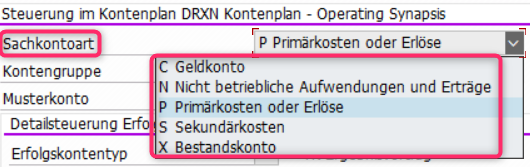 Steuerung im Kontenplan DRXN Kontenplan - Operating Synapsis
Sachkontoart P Primärkosten oder Erlöse
Kontengruppe C Geldkonto
N Nicht betriebliche Aufwendungen und Erträge
Musterkonto P Primärkosten oder Erlöse
Detailsteuerung Erfo S Sekundärkosten
X Bestandskonto
Erfolgskontentyp